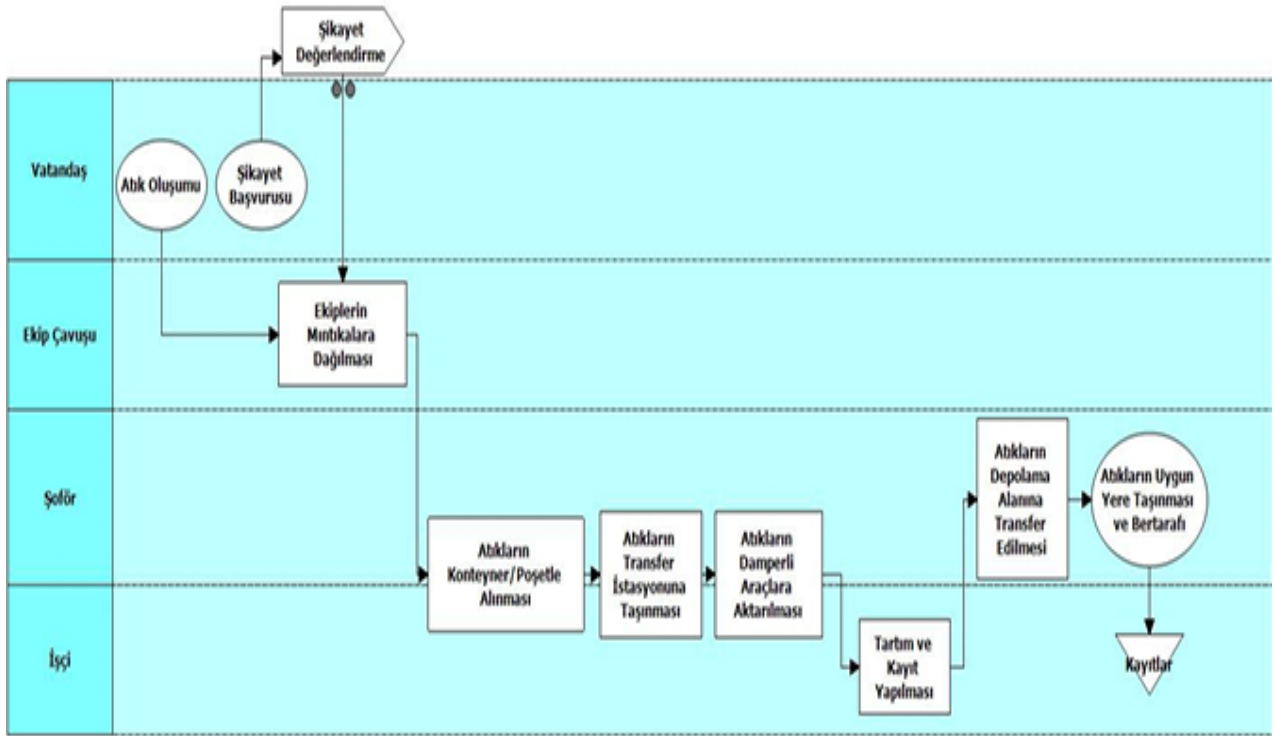 Şikayet
Değerlendirme
Vatandaş
Atık Oluşumu
Şikayet
Başvurusu
Ekip Çavuşu
Ekiplerin
Mıntıkalara
Dağılması
Şoför
Atıkların
Konteyner/Poşetle
Alınması
Atıkların
Transfer
İstasyonuna
Taşınması
Atıkların
Damperli
Araçlara
Aktarılması
Atıkların
Depolama
Alanına
Transfer
Edilmesi
Atıkların Uygun
Yere Taşınması
ve Bertarafı
İşçi
Tartım ve
Kayıt
Yapılması
Kayıtlar